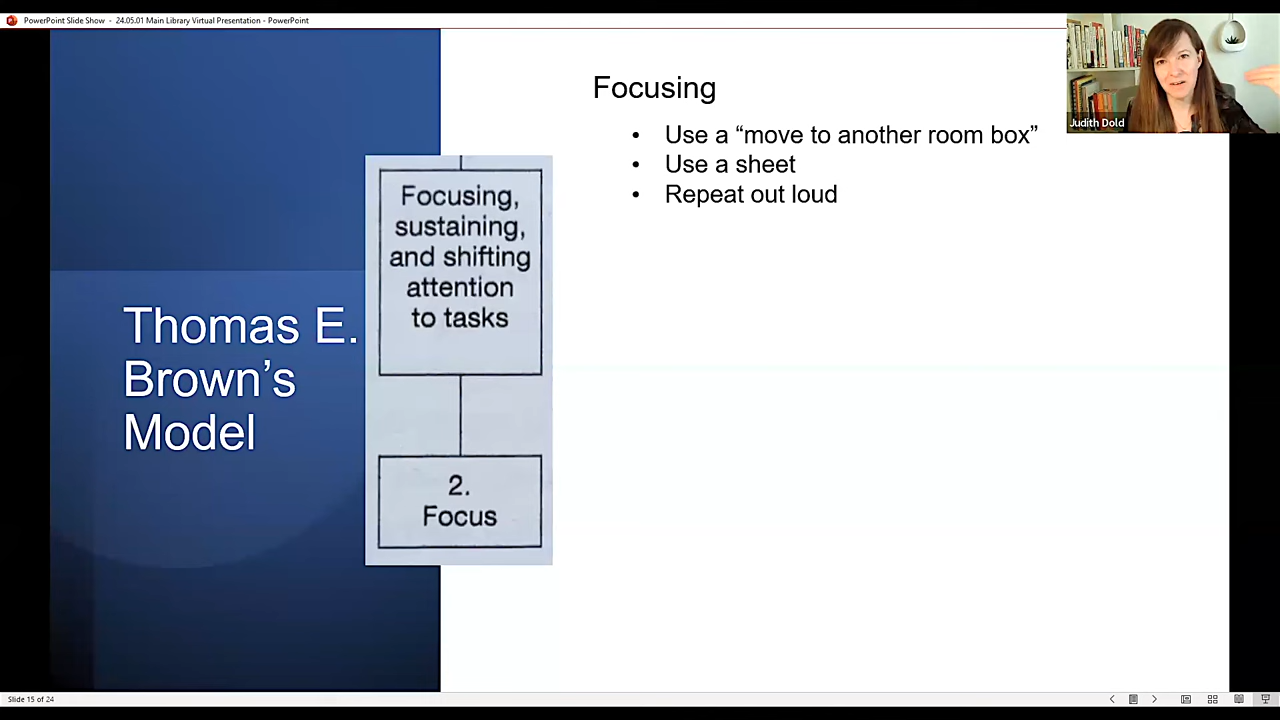 PowerPoint Slide Show - 24.05.01 Main Library Virtual Presentation - PowerPoint
Focusing
• Use a “move to another room box”
• Use a sheet
• Repeat out loud
Judith Dold
Focusing,
sustaining,
and shifting
attention
to tasks
2.
Focus
Thomas E.
Brown’s
Model
Slide 15 of 24